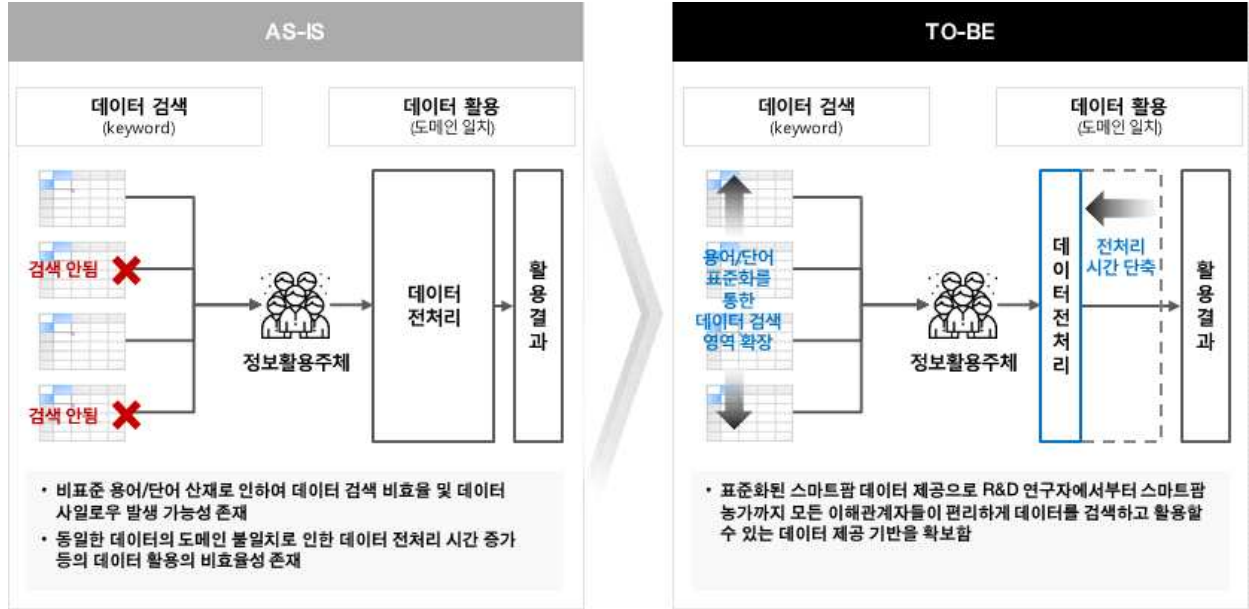 AS-IS
데이터 검색
(keyword)
데이터 활용
(도메인 일치)
검색 안됨
검색 안됨
정보활용주체
데이터
전처리
활용결과
• 비표준 용어/단어 산재로 인하여 데이터 검색 비효율 및 데이터
사일로우 발생 가능성 존재
• 동일한 데이터의 도메인 불일치로 인한 데이터 전처리 시간 증가
등의 데이터 활용의 비효율성 존재
TO-BE
데이터 검색
(keyword)
데이터 활용
(도메인 일치)
용어/단어
표준화를
통한
데이터 검색
영역 확장
정보활용주체
데이터전처리
전처리
시간 단축
활용결과
• 표준화된 스마트팜 데이터 제공으로 R&D 연구자에서부터 스마트팜
농가까지 모든 이해관계자들이 편리하게 데이터를 검색하고 활용할
수 있는 데이터 제공 기반을 확보함